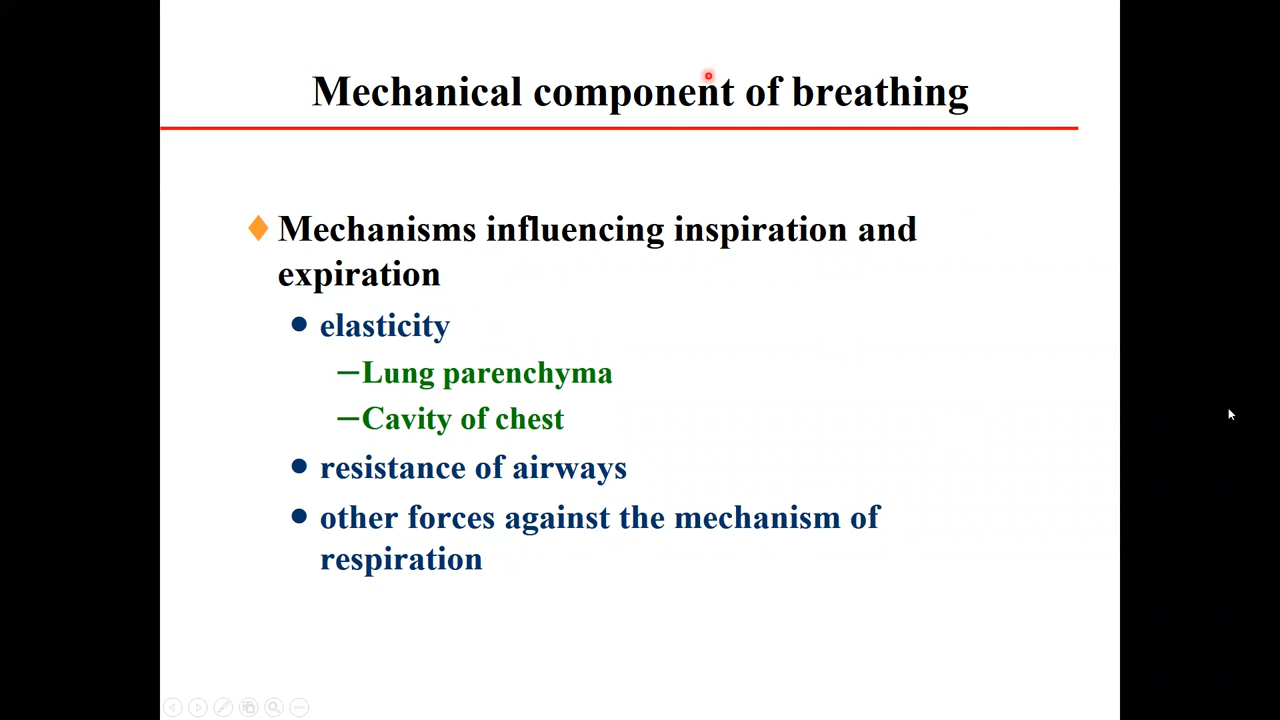 Mechanical component of breathing
Mechanisms influencing inspiration and
expiration
elasticity
–Lung parenchyma
–Cavity of chest
resistance of airways
other forces against the mechanism of
respiration